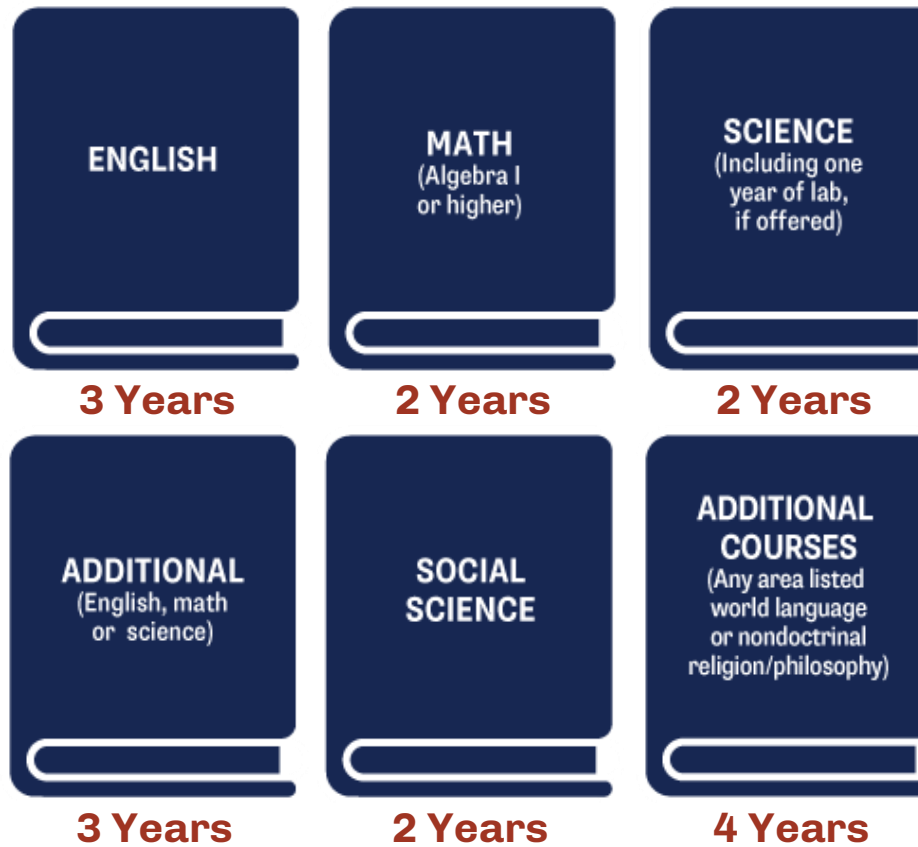 ENGLISH
MATH
(Algebra I
or higher)
SCIENCE
(Including one
year of lab,
if offered)
3 Years
2 Years
2 Years
ADDITIONAL
(English, math
or science)
SOCIAL
SCIENCE
ADDITIONAL
COURSES
(Any area listed
world language
or nondoctrinal
religion/philosophy)
3 Years
2 Years
4 Years